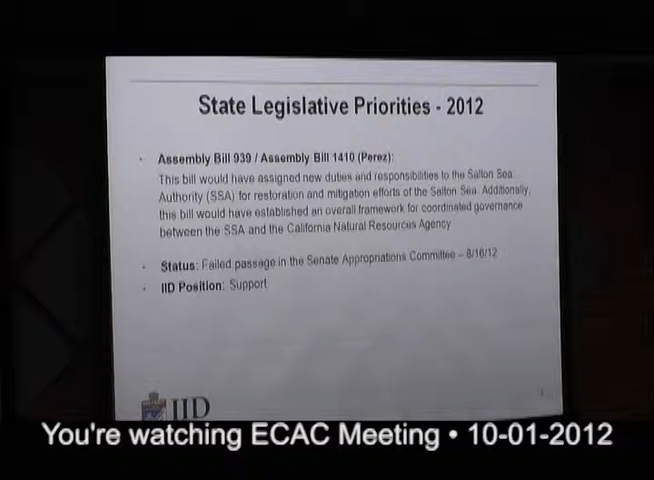 State Legislative Priorities - 2012
Assembly Bill 939 / Assembly Bill 1410 (Perez):
This bill would have assigned new duties and responsibilities to the Salton Sea
Authority (SSA) for restoration and mitigation efforts of the Salton Sea. Additionally,
this bill would have established an overall framework for coordinated governance
between the SSA and the California Natural Resources Agency
Status: Failed passage in the Senate Appropriations Committee – 8/16/12
IID Position: Support
IID
You're watching ECAC Meeting • 10-01-2012